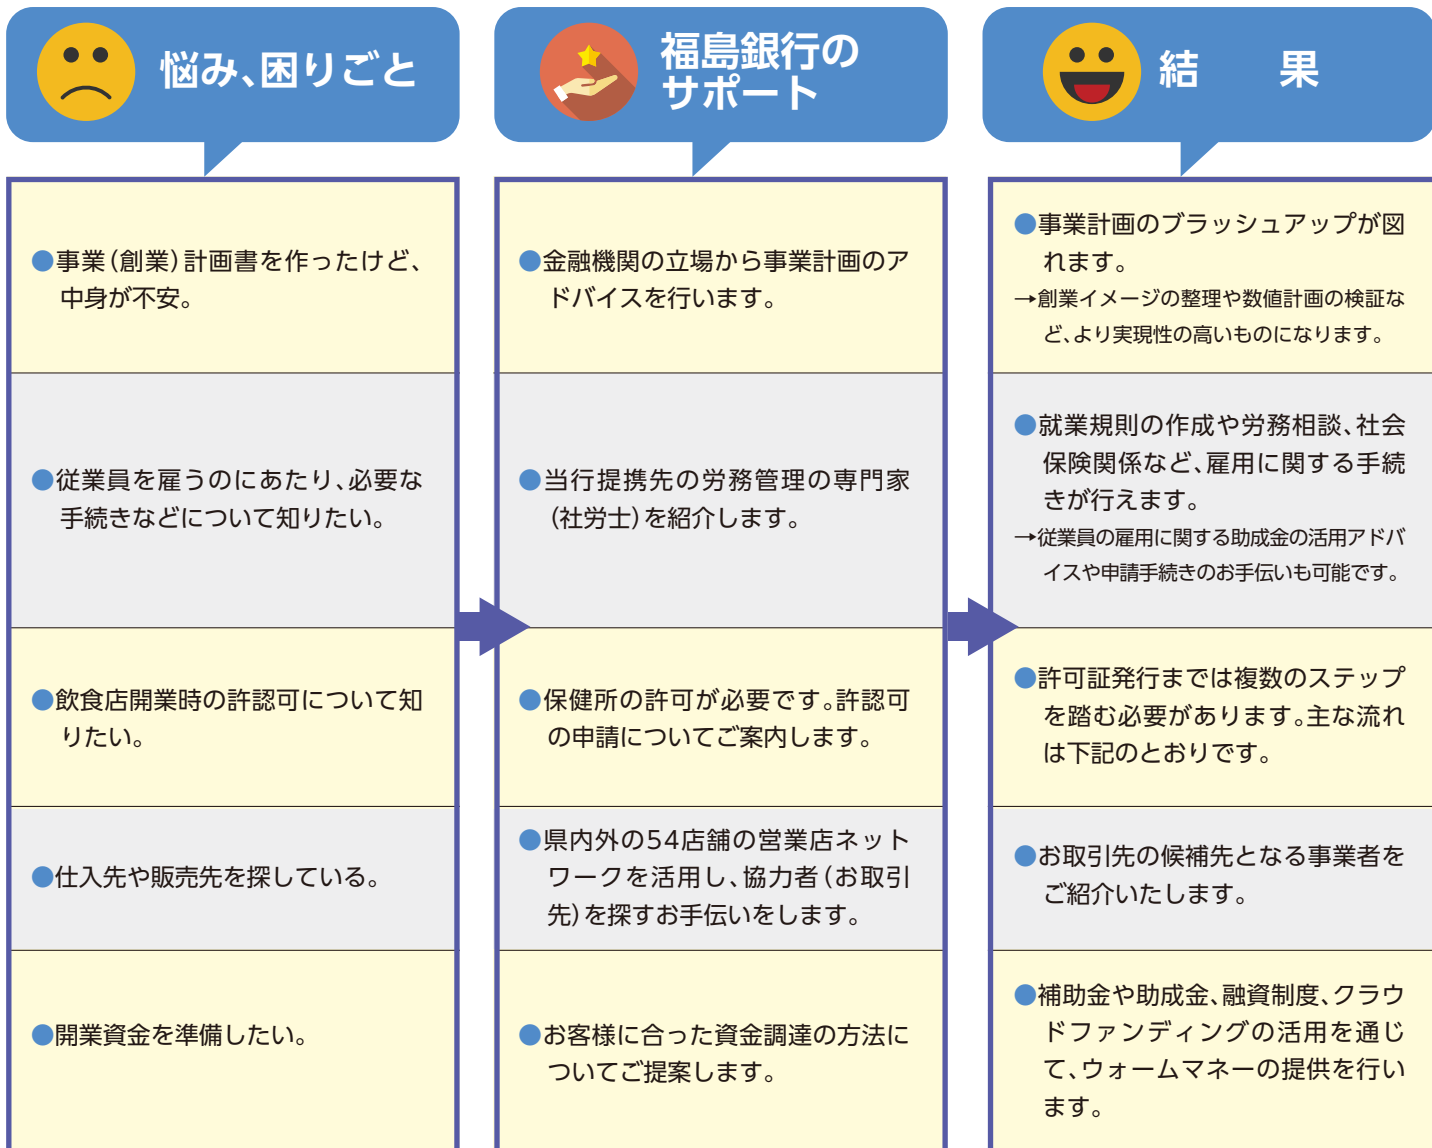 悩み、困りごと
福島銀行の
サポート
結　果
●事業(創業)計画書を作ったけど、
中身が不安。
●金融機関の立場から事業計画のア
ドバイスを行います。
●事業計画のブラッシュアップが図
れます。
→創業イメージの整理や数値計画の検証な
ど、より実現性の高いものになります。
●従業員を雇うのにあたり、必要な
手続きなどについて知りたい。
●当行提携先の労務管理の専門家
(社労士)を紹介します。
●就業規則の作成や労務相談、社会
保険関係など、雇用に関する手続
きが行えます。
→従業員の雇用に関する助成金の活用アドバ
イスや申請手続きのお手伝いも可能です。
●飲食店開業時の許認可について知
りたい。
●保健所の許可が必要です。許認可
の申請についてご案内します。
●許可証発行までは複数のステップ
を踏む必要があります。主な流れ
は下記のとおりです。
●仕入先や販売先を探している。
●県内外の54店舗の営業店ネット
ワークを活用し、協力者(お取引
先)を探すお手伝いをします。
●お取引先の候補先となる事業者を
ご紹介いたします。
●開業資金を準備したい。
●お客様に合った資金調達の方法に
ついてご提案します。
●補助金や助成金、融資制度、クラウ
ドファンディングの活用を通じ
て、ウォームマネーの提供を行い
ます。